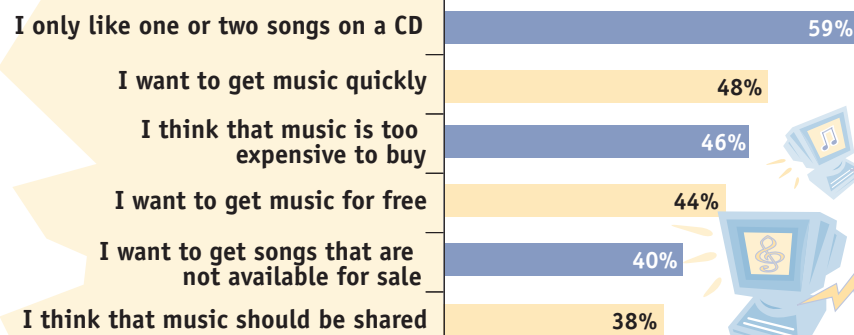 I only like one or two songs on a CD
59%
I want to get music quickly
48%
I think that music is too
expensive to buy
46%
I want to get music for free
44%
I want to get songs that are
not available for sale
40%
I think that music should be shared
38%